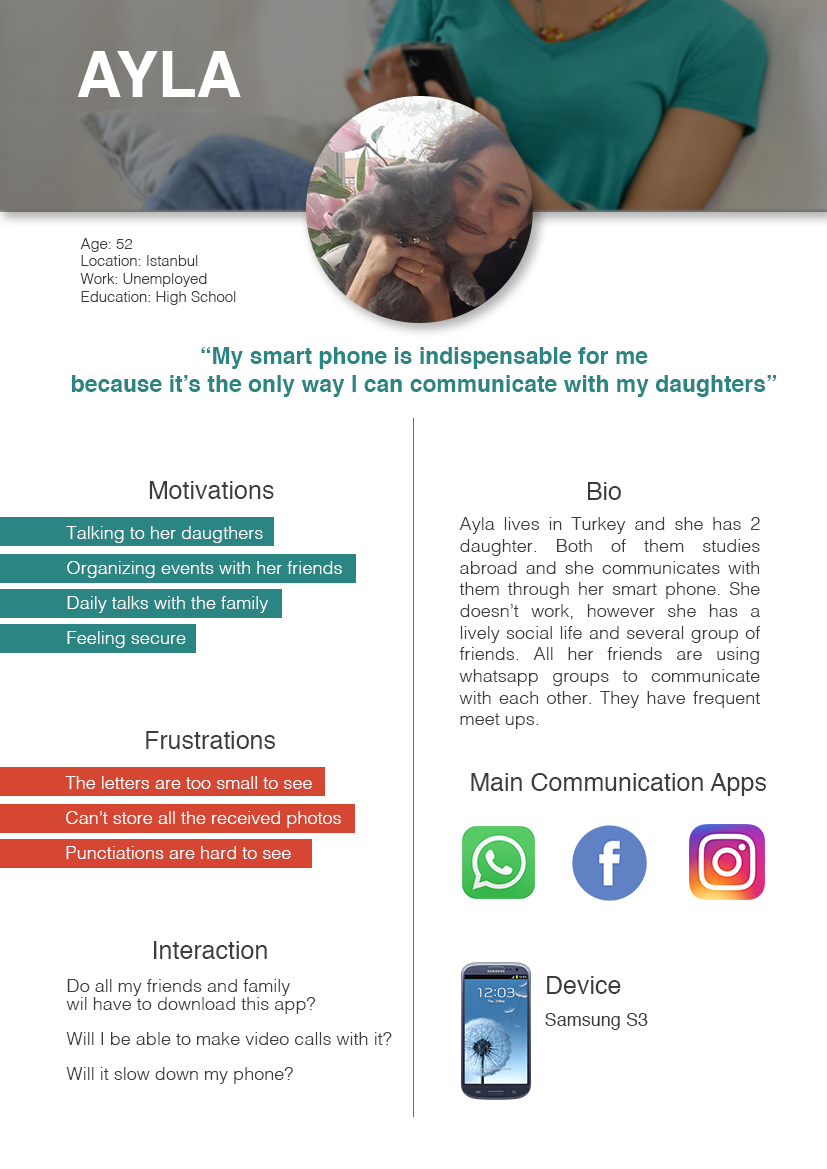 AYLA
Age: 52
Location: Istanbul
Work: Unemployed
Education: High School
“My smart phone is indispensable for me
because it’s the only way I can communicate with my daughters”
Motivations
Talking to her daugthers
Organizing events with her friends
Daily talks with the family
Feeling secure
Frustrations
The letters are too small to see
Can’t store all the received photos
Punctiations are hard to see
Interaction
Do all my friends and family
wil have to download this app?
Will I be able to make video calls with it?
Will it slow down my phone?
Bio
Ayla lives in Turkey and she has 2
daughter. Both of them studies
abroad and she communicates with
them through her smart phone. She
doesn’t work, however she has a
lively social life and several group of
friends. All her friends are using
whatsapp groups to communicate
with each other. They have frequent
meet ups.
Main Communication Apps
f
SAMSUNG
12:03
Device
Samsung S3